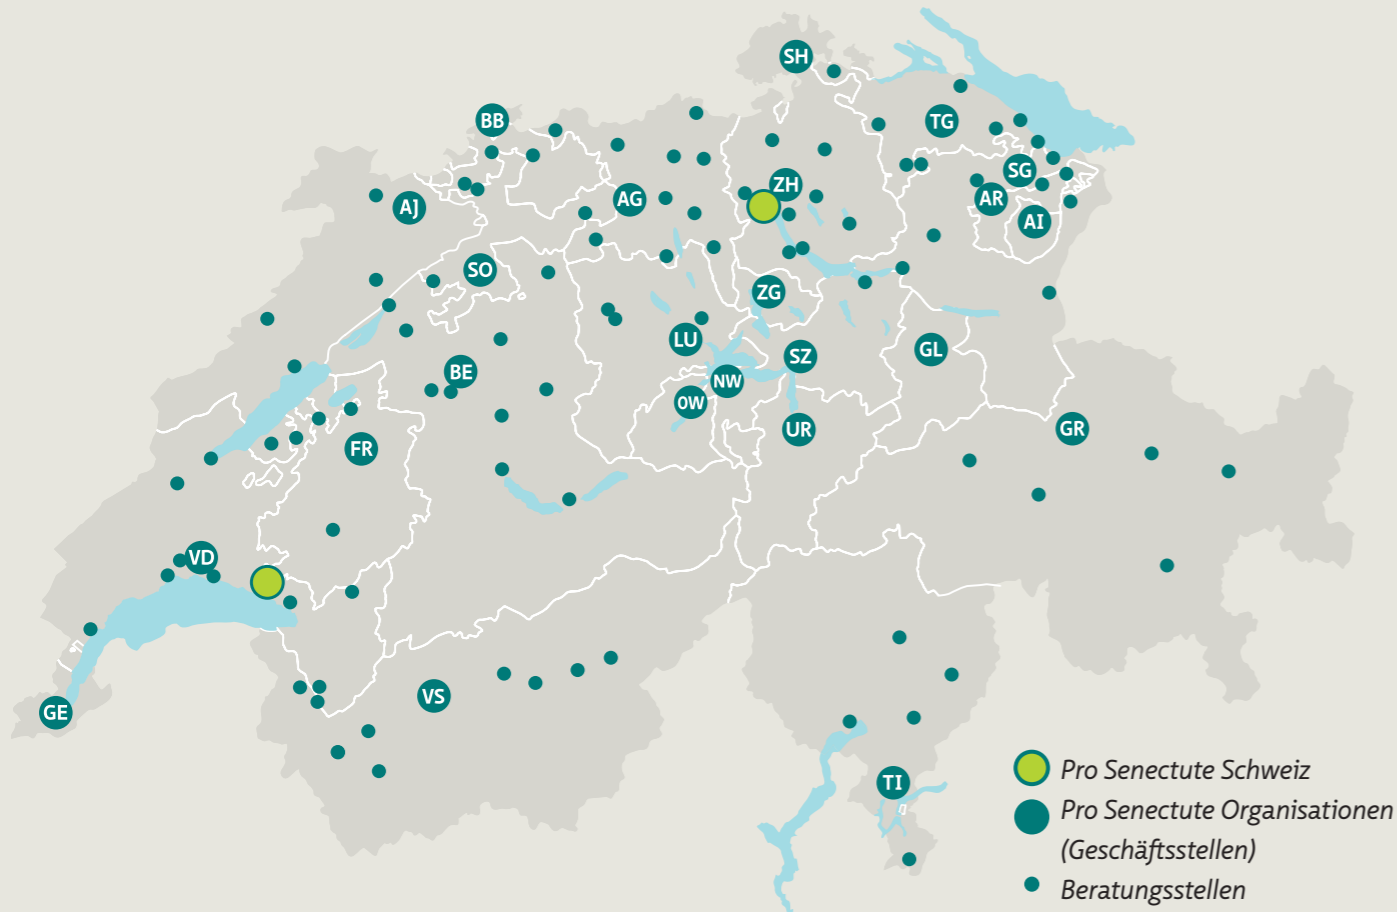 SH
BB
TG
SG
ZH
AR
AG
AJ
AI
SO
ZG
LU
GL
SZ
BE
NW
OW
UR
GR
FR
VD
VS
GE
TI
Pro Senectute Schweiz
Pro Senectute Organisationen
(Geschäftsstellen)
Beratungsstellen